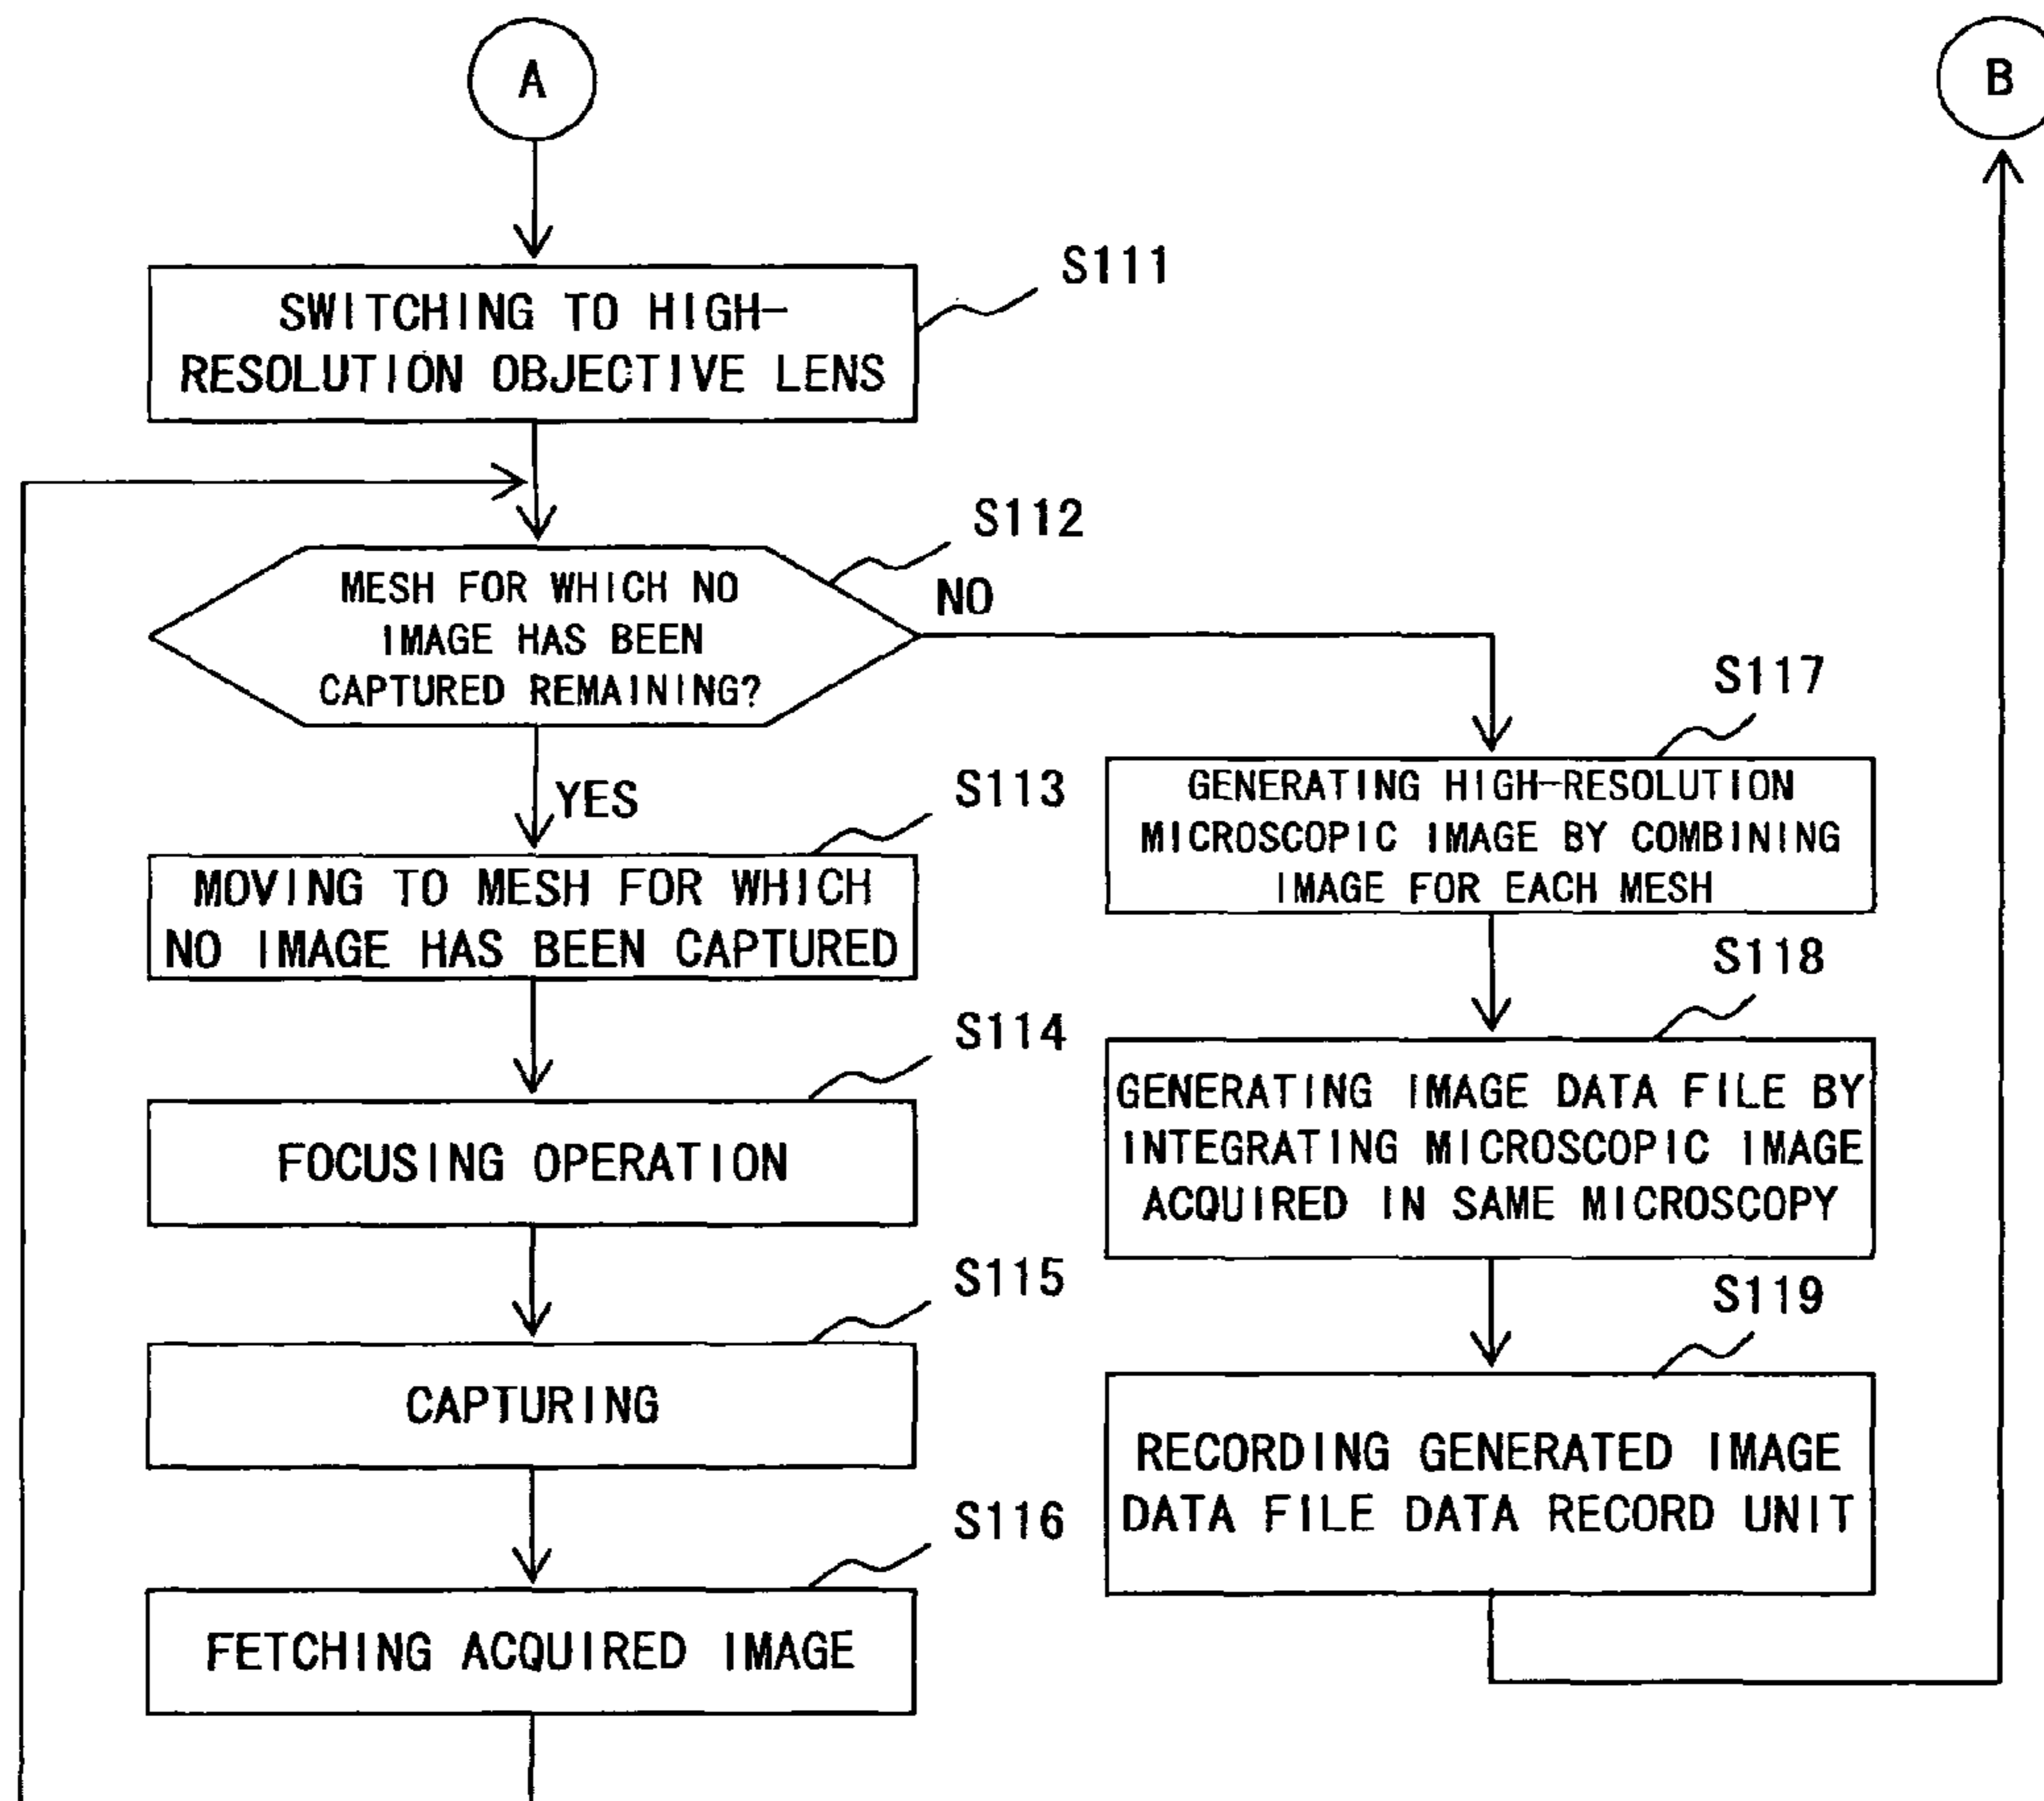 A
B
S111
SWITCHING TO HIGH-
RESOLUTION OBJECTIVE LENS
S112
MESH FOR WHICH NO
IMAGE HAS BEEN
CAPTURED REMAINING?
NO
YES
S113
MOVING TO MESH FOR WHICH
NO IMAGE HAS BEEN CAPTURED
S114
FOCUSING OPERATION
S115
CAPTURING
S116
FETCHING ACQUIRED IMAGE
S117
GENERATING HIGH-RESOLUTION
MICROSCOPIC IMAGE BY COMBINING
IMAGE FOR EACH MESH
S118
GENERATING IMAGE DATA FILE BY
INTEGRATING MICROSCOPIC IMAGE
ACQUIRED IN SAME MICROSCOPY
S119
RECORDING GENERATED IMAGE
DATA FILE DATA RECORD UNIT